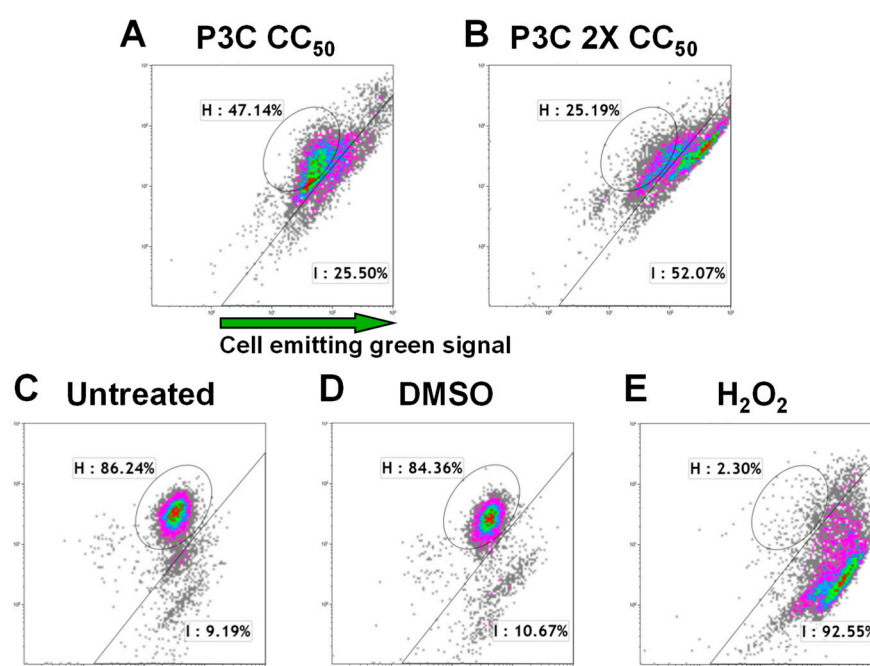 A P3C CC50
B P3C 2X CC50
H : 47.14%
H : 25.19%
I : 25.50%
I : 52.07%
Cell emitting green signal
C Untreated
D DMSO
E H2O2
H : 86.24%
H : 84.36%
H : 2.30%
I : 9.19%
I : 10.67%
I : 92.55%